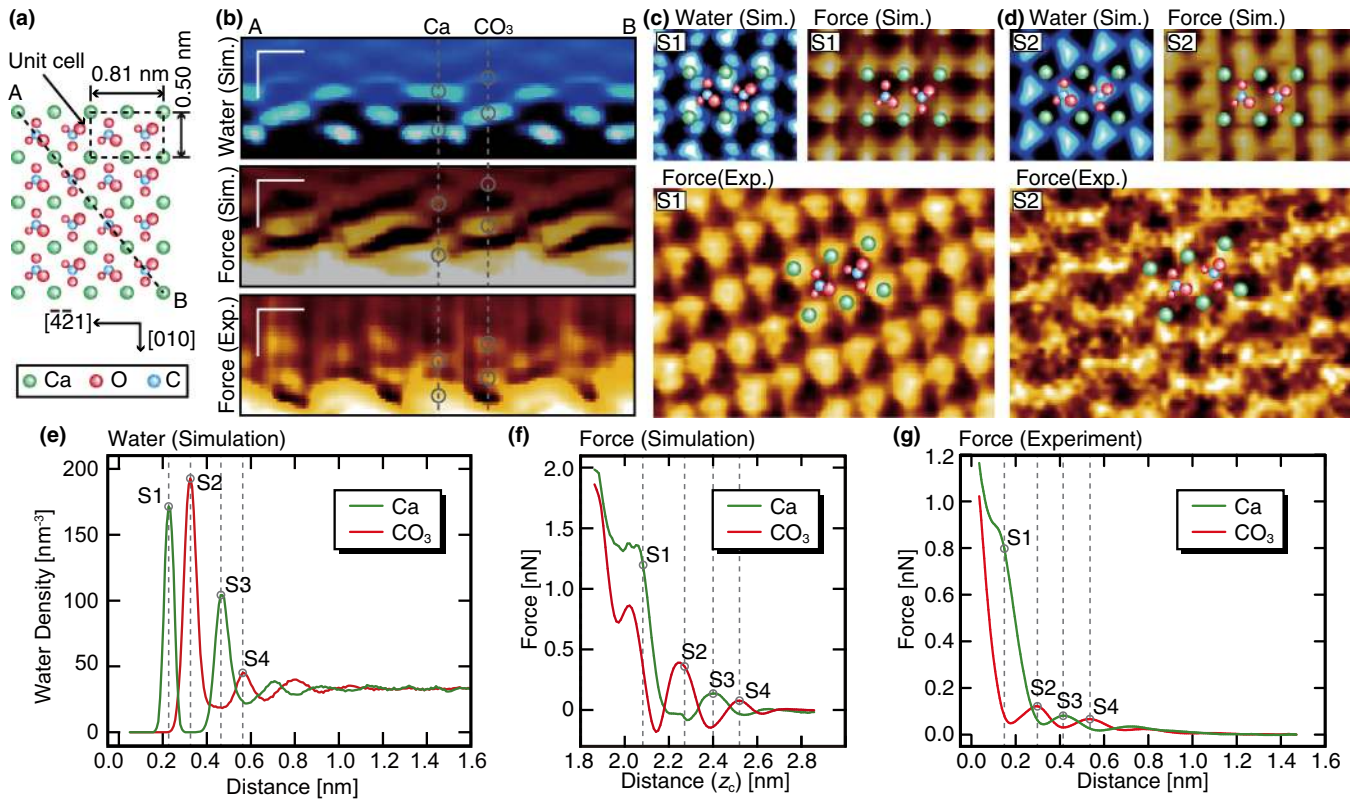 (a)
Unit cell
0.81 nm
0.50 nm
A
B
[4̅2̅1]
[010]
Ca O C
(b)
A Ca CO₃ B
Water (Sim.)
Force (Sim.)
Force (Exp.)
(c) Water (Sim.) Force (Sim.)
S1 S1
Force(Exp.)
S1
(d) Water (Sim.) Force (Sim.)
S2 S2
Force(Exp.)
S2
(e) Water (Simulation)
Water Density [nm⁻³]
200
150
100
50
0
S1 S2
S3
S4
Ca
CO₃
0.0 0.2 0.4 0.6 0.8 1.0 1.2 1.4 1.6
Distance [nm]
(f) Force (Simulation)
Force [nN]
2.0
1.5
1.0
0.5
0
S1
S2
S3
S4
Ca
CO₃
1.8 2.0 2.2 2.4 2.6 2.8
Distance (z꜀) [nm]
(g) Force (Experiment)
Force [nN]
1.2
1.0
0.8
0.6
0.4
0.2
0.0
S1
S2 S3 S4
Ca
CO₃
0.0 0.2 0.4 0.6 0.8 1.0 1.2 1.4 1.6
Distance [nm]